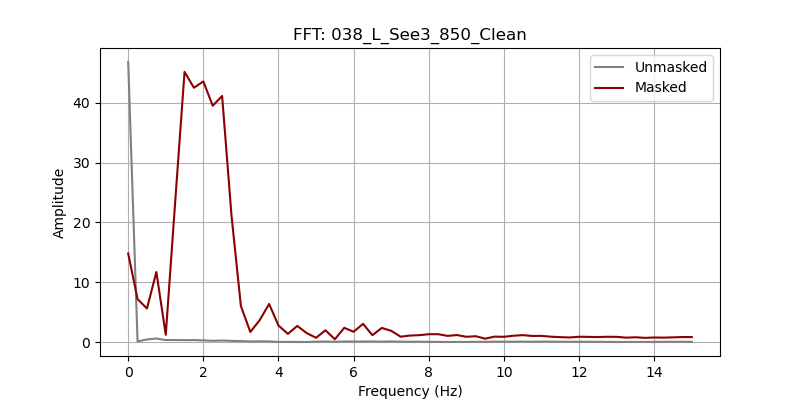 FFT: 038_L_See3_850_Clean
Unmasked
Masked
Amplitude
40
30
20
10
0
0 2 4 6 8 10 12 14
Frequency (Hz)